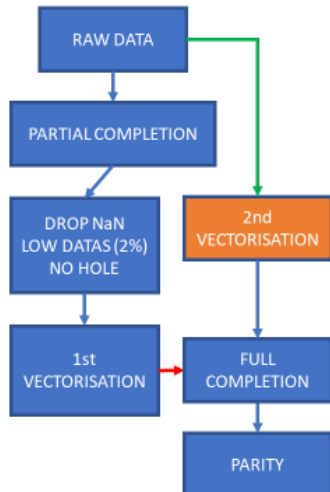 RAW DATA
PARTIAL COMPLETION
DROP NaN
LOW DATAS (2%)
NO HOLE
2nd
VECTORISATION
1st
VECTORISATION
FULL
COMPLETION
PARITY